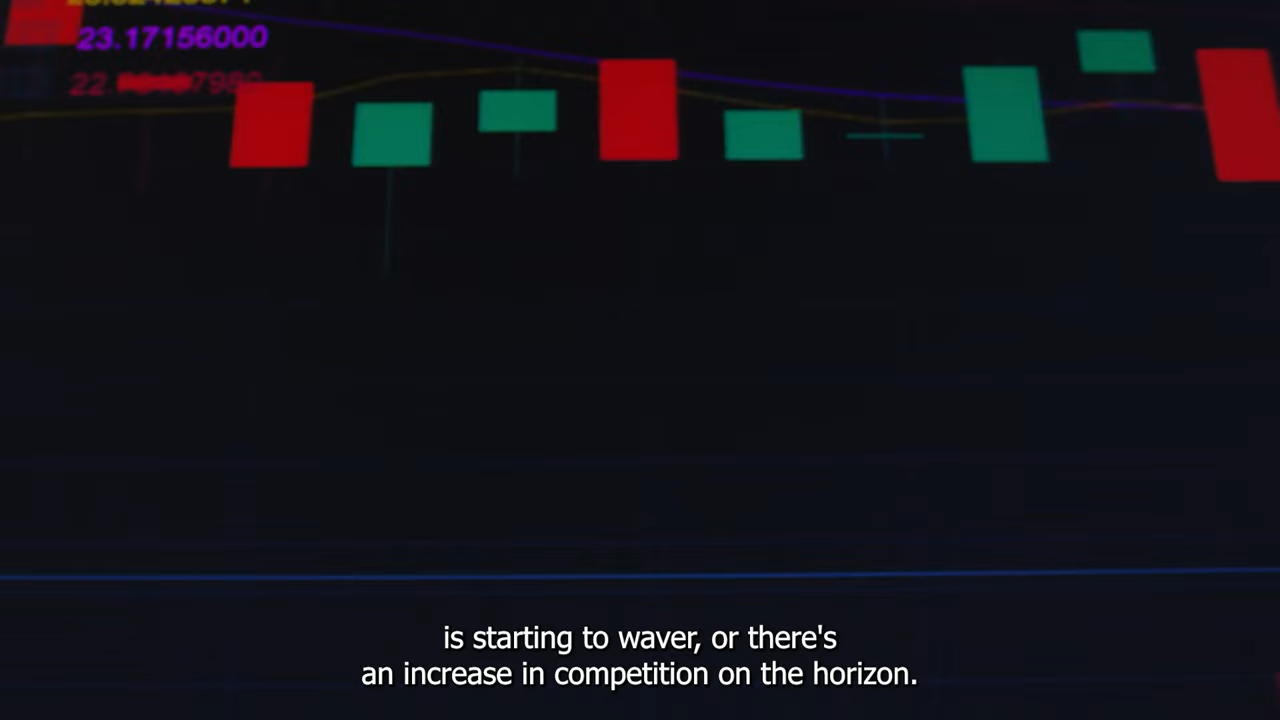 23.17156000
is starting to waver, or there's
an increase in competition on the horizon.